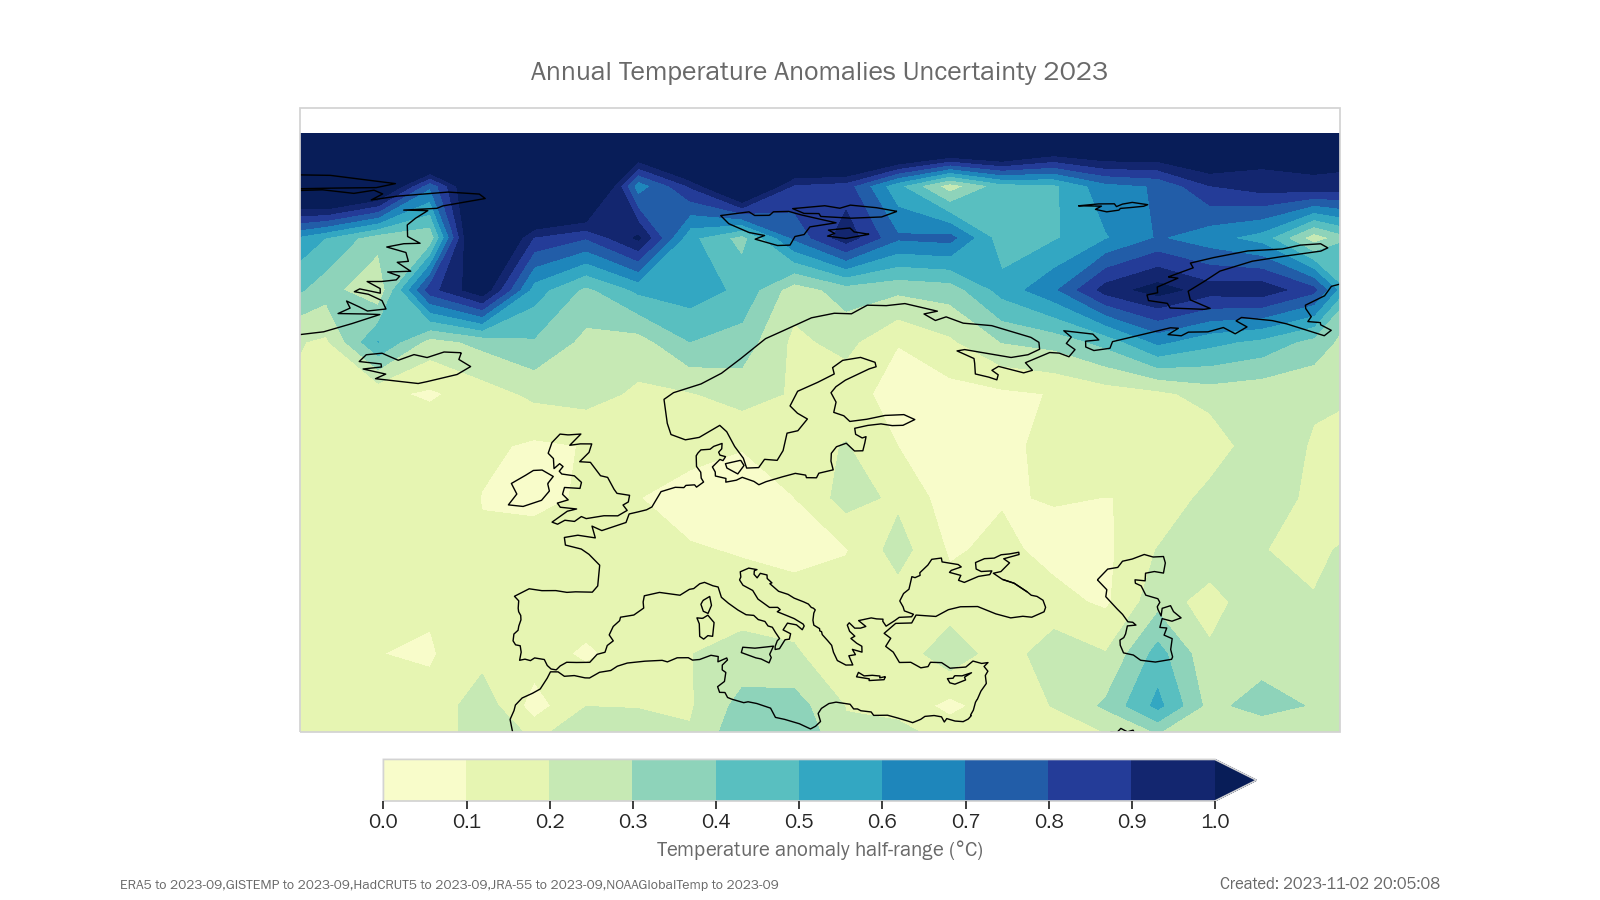 Annual Temperature Anomalies Uncertainty 2023
0.0 0.1 0.2 0.3 0.4 0.5 0.6 0.7 0.8 0.9 1.0
Temperature anomaly half-range (°C)
ERA5 to 2023-09,GISTEMP to 2023-09,HadCRUT5 to 2023-09,JRA-55 to 2023-09,NOAAGlobalTemp to 2023-09
Created: 2023-11-02 20:05:08